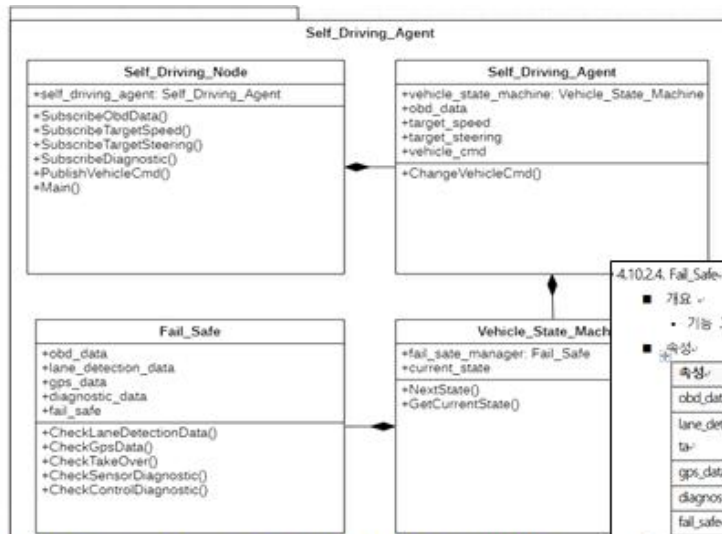 Self_Driving_Agent
Self_Driving_Node
+self_driving_agent: Self_Driving_Agent
+SubscribeObdData()
+SubscribeTargetSpeed()
+SubscribeTargetSteering()
+SubscribeDiagnostic()
+PublishVehicleCmd()
+Main()
Self_Driving_Agent
+vehicle_state_machine: Vehicle_State_Machine
+obd_data
+target_speed
+target_steering
+vehicle_cmd
+ChangeVehicleCmd()
Fail_Safe
+obd_data
+lane_detection_data
+gps_data
+diagnostic_data
+fail_safe
+CheckLaneDetectionData()
+CheckGpsData()
+CheckTakeOver()
+CheckSensorDiagnostic()
+CheckControlDiagnostic()
Vehicle_State_Mach
+fail_sate_manager: Fail_Safe
+current_state
+NextState()
+GetCurrentState()
4.10.2.4. Fail_Safe
■ 개요
• 기능
■ 속성
속성
obd_dat
lane_det
ta
gps_data
diagnos
fail_safe